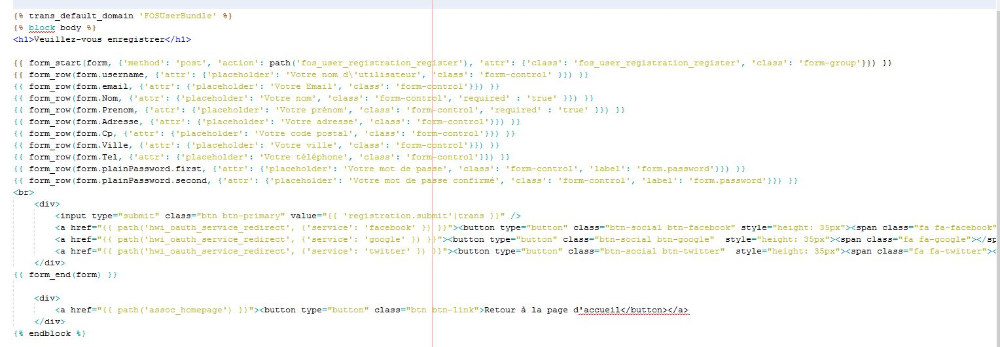 {% trans_default_domain 'FOSUserBundle' %}
{% block body %}
<h1>Veuillez-vous enregistrer</h1>
{{ form_start(form, {'method': 'post', 'action': path('fos_user_registration_register'), 'attr': {'class': 'fos_user_registration_register', 'class': 'form-group'}}) }}
{{ form_row(form.username, {'attr': {'placeholder': 'Votre nom d\'utilisateur', 'class': 'form-control' }}) }}
{{ form_row(form.email, {'attr': {'placeholder': 'Votre Email', 'class': 'form-control'}}) }}
{{ form_row(form.Nom, {'attr': {'placeholder': 'Votre nom', 'class': 'form-control', 'required' : 'true' }}) }}
{{ form_row(form.Prenom, {'attr': {'placeholder': 'Votre prénom', 'class': 'form-control', 'required' : 'true' }}) }}
{{ form_row(form.Adresse, {'attr': {'placeholder': 'Votre adresse', 'class': 'form-control'}}) }}
{{ form_row(form.Cp, {'attr': {'placeholder': 'Votre code postal', 'class': 'form-control'}}) }}
{{ form_row(form.Ville, {'attr': {'placeholder': 'Votre ville', 'class': 'form-control'}}) }}
{{ form_row(form.Tel, {'attr': {'placeholder': 'Votre téléphone', 'class': 'form-control'}}) }}
{{ form_row(form.plainPassword.first, {'attr': {'placeholder': 'Votre mot de passe', 'class': 'form-control', 'label': 'form.password'}}) }}
{{ form_row(form.plainPassword.second, {'attr': {'placeholder': 'Votre mot de passe confirmé', 'class': 'form-control', 'label': 'form.password'}}) }}
<br>
<div>
<input type="submit" class="btn btn-primary" value="{{ 'registration.submit'|trans }}" />
<a href="{{ path('hwi_oauth_service_redirect', {'service': 'facebook' }) }}"><button type="button" class="btn-social btn-facebook" style="height: 35px"><span class="fa fa-facebook"
<a href="{{ path('hwi_oauth_service_redirect', {'service': 'google' }) }}"><button type="button" class="btn-social btn-google"  style="height: 35px"><span class="fa fa-google"></sp
<a href="{{ path('hwi_oauth_service_redirect', {'service': 'twitter' }) }}"><button type="button" class="btn-social btn-twitter"  style="height: 35px"><span class="fa fa-twitter"><
</div>
{{ form_end(form) }}
<div>
<a href="{{ path('assoc_homepage') }}"><button type="button" class="btn btn-link">Retour à la page d'accueil</button></a>
</div>
{% endblock %}